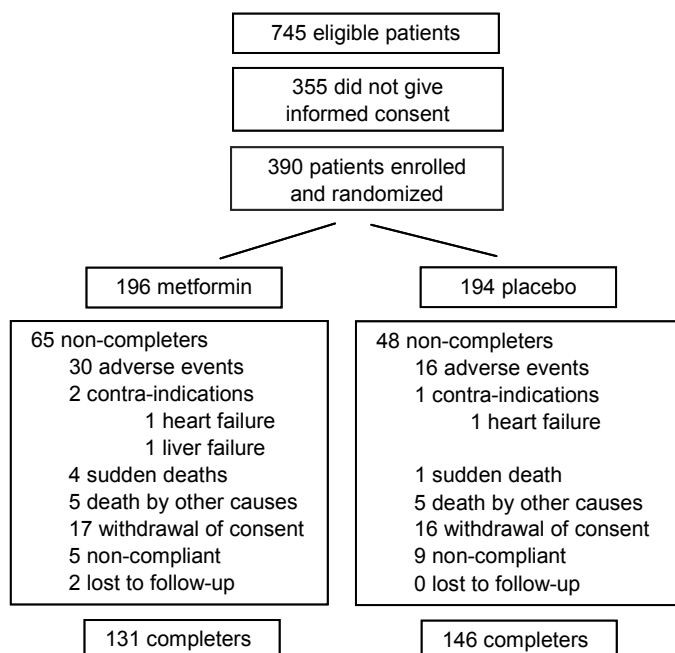 745 eligible patients
355 did not give
informed consent
390 patients enrolled
and randomized
196 metformin
65 non-completers
30 adverse events
2 contra-indications
1 heart failure
1 liver failure
4 sudden deaths
5 death by other causes
17 withdrawal of consent
5 non-compliant
2 lost to follow-up
131 completers
194 placebo
48 non-completers
16 adverse events
1 contra-indications
1 heart failure
1 sudden death
5 death by other causes
16 withdrawal of consent
9 non-compliant
0 lost to follow-up
146 completers